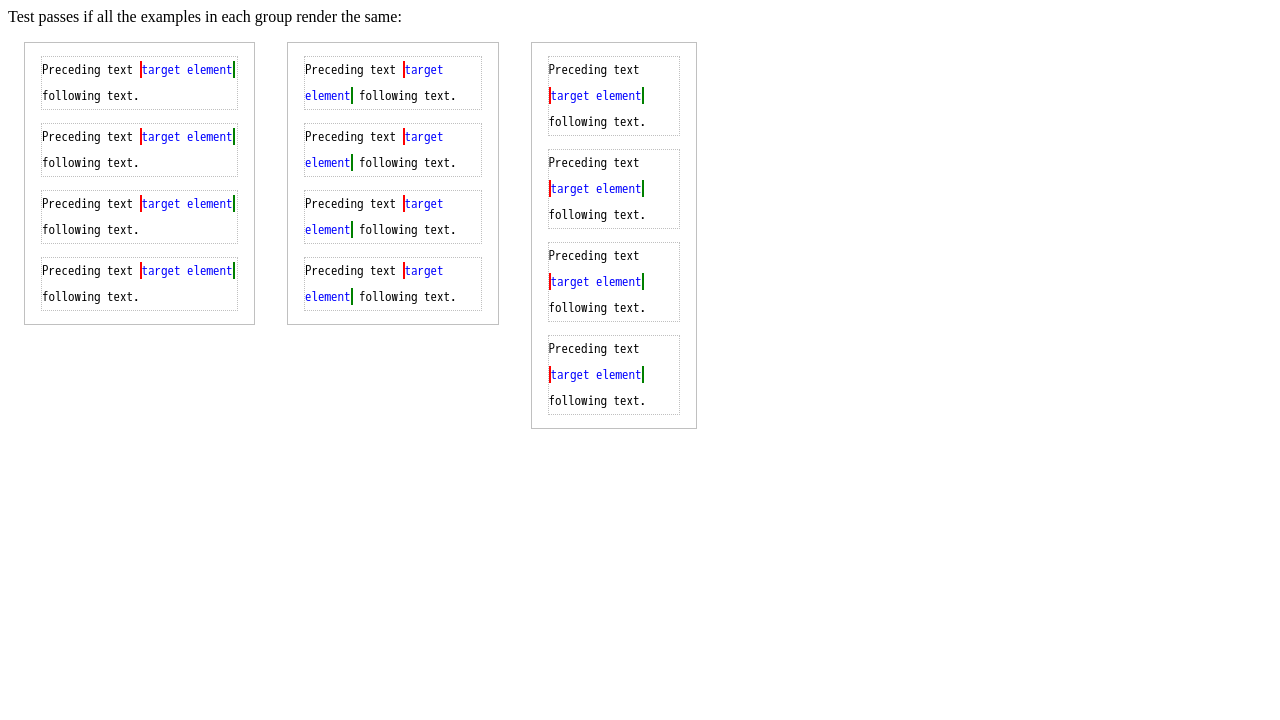 Test passes if all the examples in each group render the same:
Preceding text target element
following text.
Preceding text target element
following text.
Preceding text target element
following text.
Preceding text target element
following text.
Preceding text target
element following text.
Preceding text target
element following text.
Preceding text target
element following text.
Preceding text target
element following text.
Preceding text
target element
following text.
Preceding text
target element
following text.
Preceding text
target element
following text.
Preceding text
target element
following text.